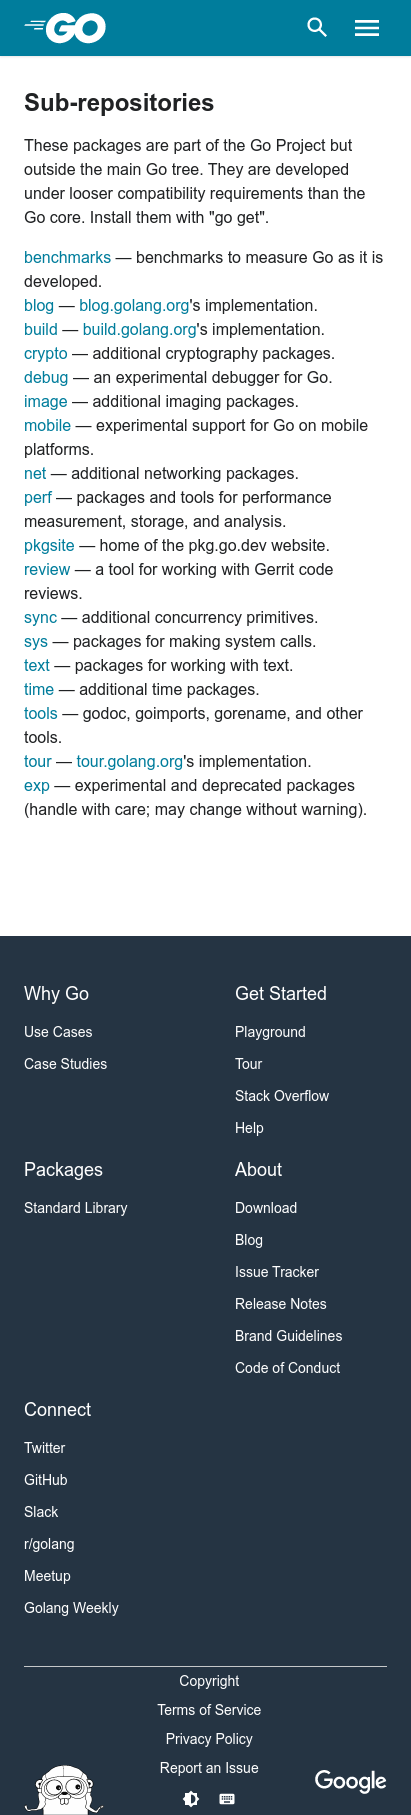 GO
Sub-repositories
These packages are part of the Go Project but
outside the main Go tree. They are developed
under looser compatibility requirements than the
Go core. Install them with "go get".
benchmarks — benchmarks to measure Go as it is
developed.
blog — blog.golang.org's implementation.
build — build.golang.org's implementation.
crypto — additional cryptography packages.
debug — an experimental debugger for Go.
image — additional imaging packages.
mobile — experimental support for Go on mobile
platforms.
net — additional networking packages.
perf — packages and tools for performance
measurement, storage, and analysis.
pkgsite — home of the pkg.go.dev website.
review — a tool for working with Gerrit code
reviews.
sync — additional concurrency primitives.
sys — packages for making system calls.
text — packages for working with text.
time — additional time packages.
tools — godoc, goimports, gorename, and other
tools.
tour — tour.golang.org's implementation.
exp — experimental and deprecated packages
(handle with care; may change without warning).
Why Go
Use Cases
Case Studies
Get Started
Playground
Tour
Stack Overflow
Help
Packages
Standard Library
About
Download
Blog
Issue Tracker
Release Notes
Brand Guidelines
Code of Conduct
Connect
Twitter
GitHub
Slack
r/golang
Meetup
Golang Weekly
Copyright
Terms of Service
Privacy Policy
Report an Issue
Google